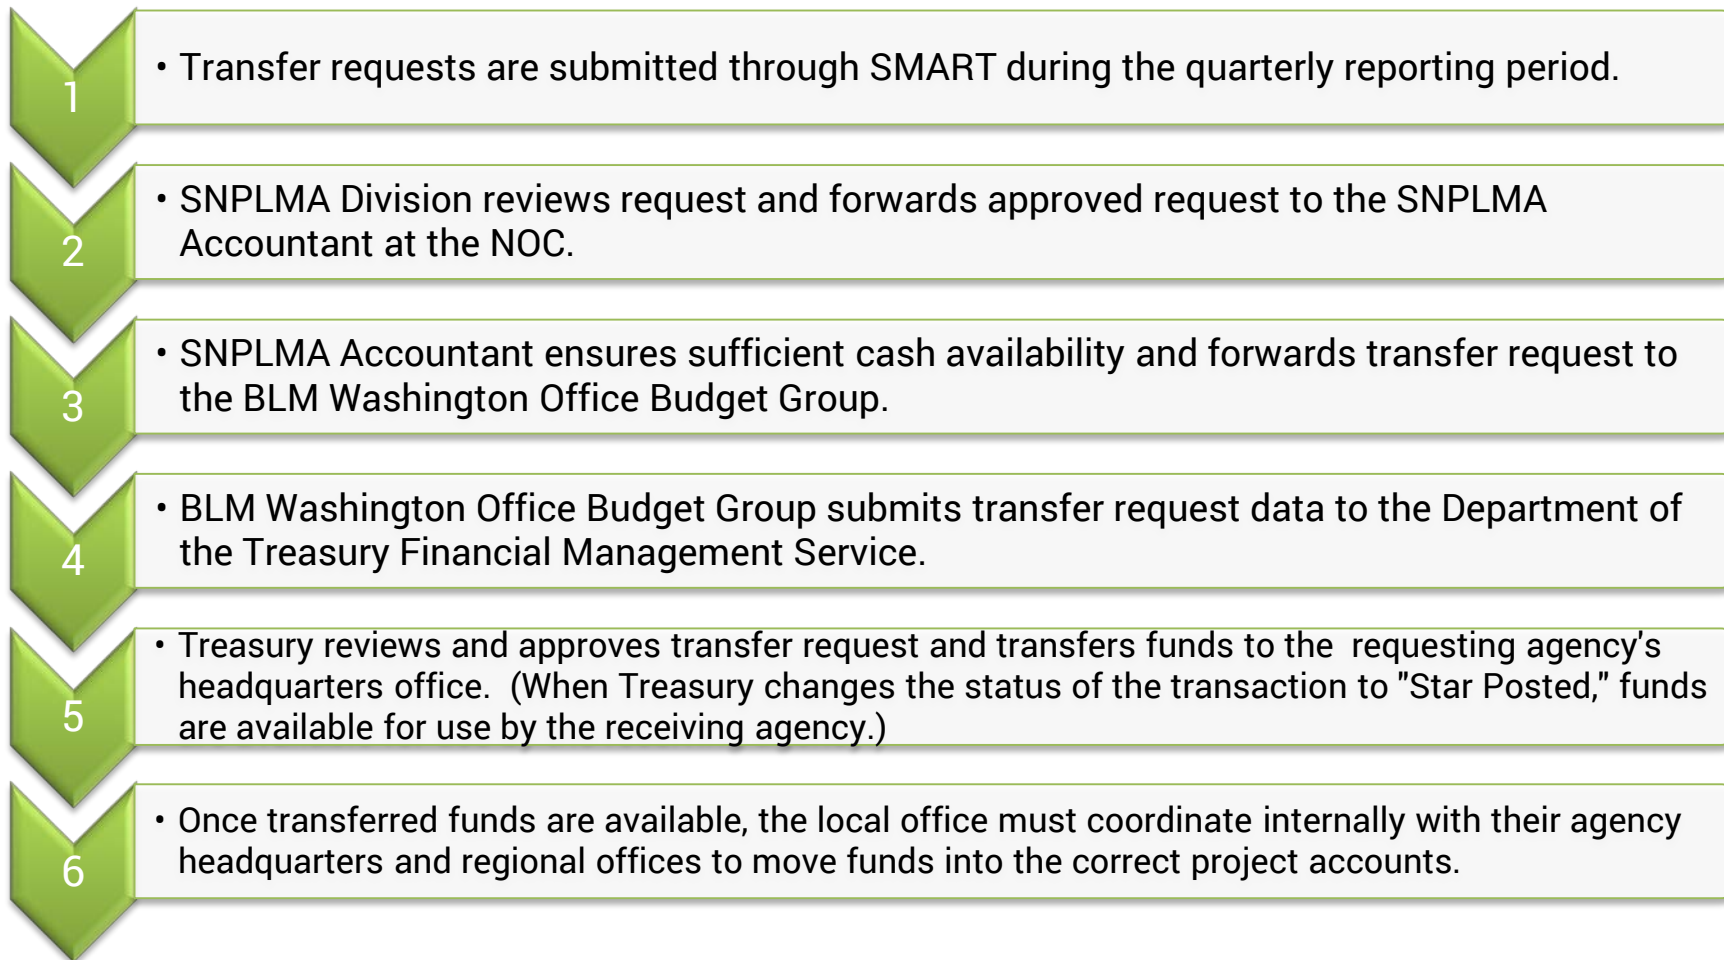 1
• Transfer requests are submitted through SMART during the quarterly reporting period.
2
• SNPLMA Division reviews request and forwards approved request to the SNPLMA
Accountant at the NOC.
3
• SNPLMA Accountant ensures sufficient cash availability and forwards transfer request to
the BLM Washington Office Budget Group.
4
• BLM Washington Office Budget Group submits transfer request data to the Department of
the Treasury Financial Management Service.
5
• Treasury reviews and approves transfer request and transfers funds to the  requesting agency's
headquarters office.  (When Treasury changes the status of the transaction to "Star Posted," funds
are available for use by the receiving agency.)
6
• Once transferred funds are available, the local office must coordinate internally with their agency
headquarters and regional offices to move funds into the correct project accounts.